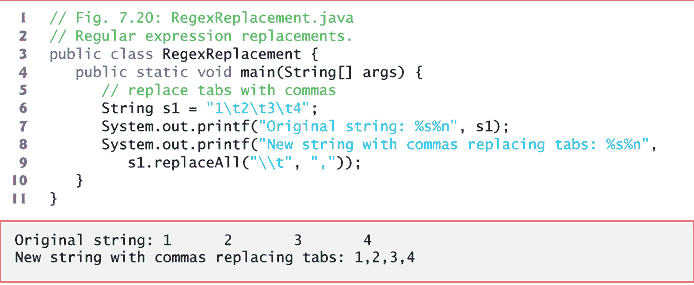 1 // Fig. 7.20: RegexReplacement.java
2 // Regular expression replacements.
3 public class RegexReplacement {
4    public static void main(String[] args) {
5       // replace tabs with commas
6       String s1 = "1\t2\t3\t4";
7       System.out.printf("Original string: %s%n", s1);
8       System.out.printf("New string with commas replacing tabs: %s%n",
9          s1.replaceAll("\\t", ","));
10    }
11 }
Original string: 1       2       3       4
New string with commas replacing tabs: 1,2,3,4